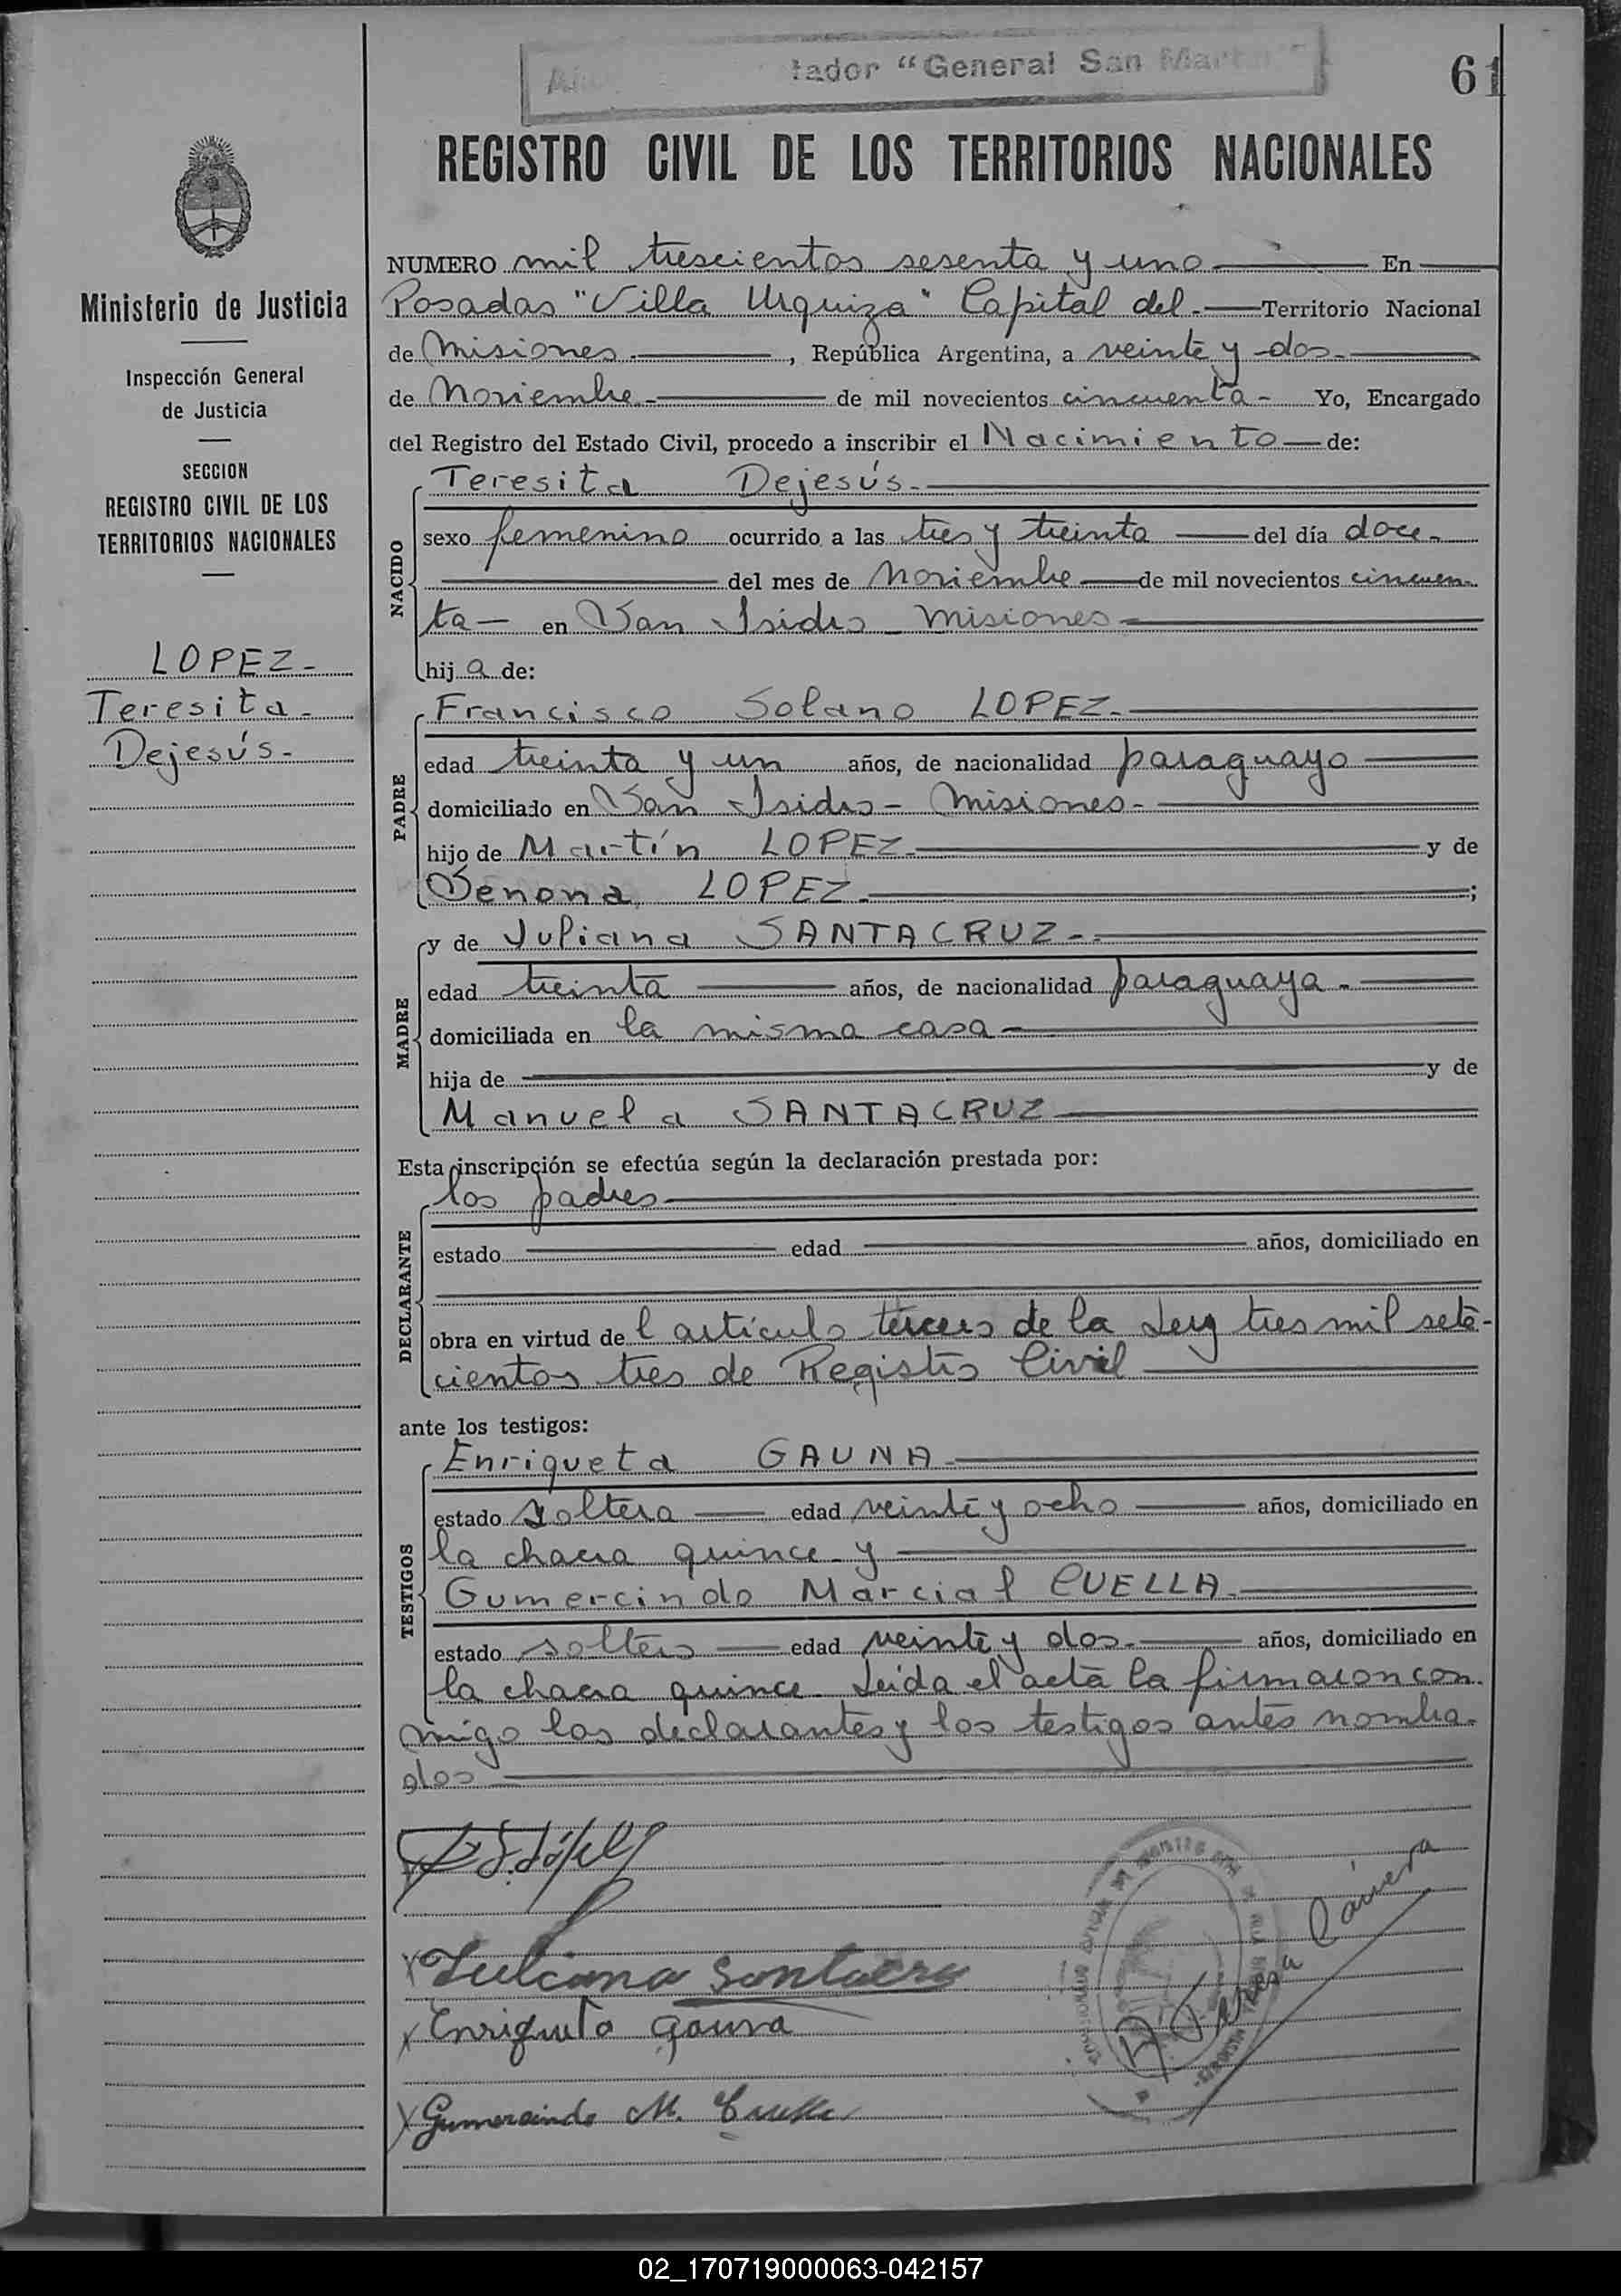 tador "General San Martin"
61
REGISTRO CIVIL DE LOS TERRITORIOS NACIONALES
Ministerio de Justicia
Inspección General
de Justicia
SECCION
REGISTRO CIVIL DE LOS
TERRITORIOS NACIONALES
LOPEZ-
Teresita-
Dejesús-
NUMERO mil trescientos sesenta y uno En
Posadas "Villa Urquiza" Capital del Territorio Nacional
de Misiones, República Argentina, a veinte y dos
de Noviembre de mil novecientos cincuenta Yo, Encargado
del Registro del Estado Civil, procedo a inscribir el Nacimiento de:
NACIDO
Teresita Dejesús.
sexo femenino ocurrido a las tres y treinta del día doce
del mes de Noviembre de mil novecientos cincuen
ta en San Isidro Misiones
hija de:
PADRE
Francisco Solano LOPEZ
edad treinta y un años, de nacionalidad paraguayo
domiciliado en San Isidro - Misiones
hijo de Martín LOPEZ y de
Benona LOPEZ;
MADRE
y de Juliana SANTACRUZ
edad treinta años, de nacionalidad paraguaya
domiciliada en la misma casa
hija de y de
Manuela SANTACRUZ
Esta inscripción se efectúa según la declaración prestada por:
DECLARANTE
los padres
estado edad años, domiciliado en
obra en virtud del artículo tercero de la Ley tres mil sete-
cientos tres de Registro Civil
ante los testigos:
TESTIGOS
Enriqueta GAUNA
estado soltera edad veinte y ocho años, domiciliado en
la chacra quince y
Gumercindo Marcial CUELLA
estado soltero edad veinte y dos años, domiciliado en
la chacra quince Leída el acta la firmaron con
migo los declarantes y los testigos antes nombra-
dos
Juliana Santacru
Enriqueta Gauna
Gumersindo M. Cuella
02_170719000063-042157